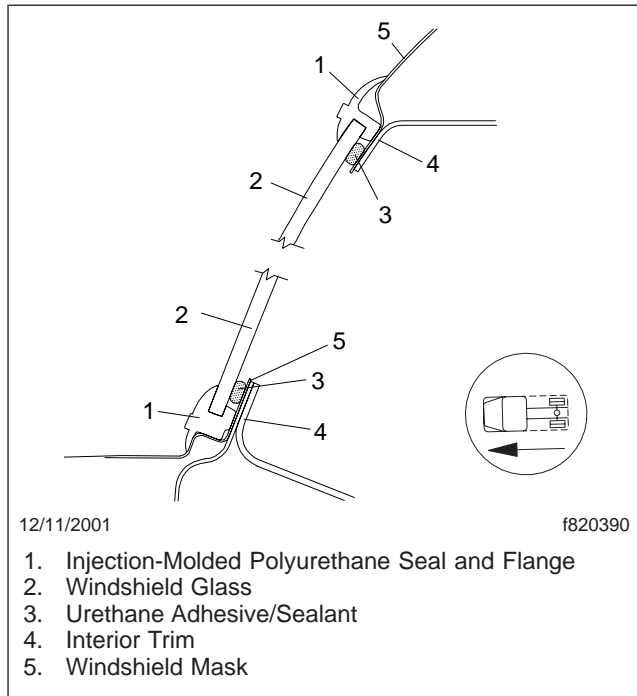 5
1
4
2
3
2
5
3
1
4
12/11/2001 f820390
1. Injection-Molded Polyurethane Seal and Flange
2. Windshield Glass
3. Urethane Adhesive/Sealant
4. Interior Trim
5. Windshield Mask